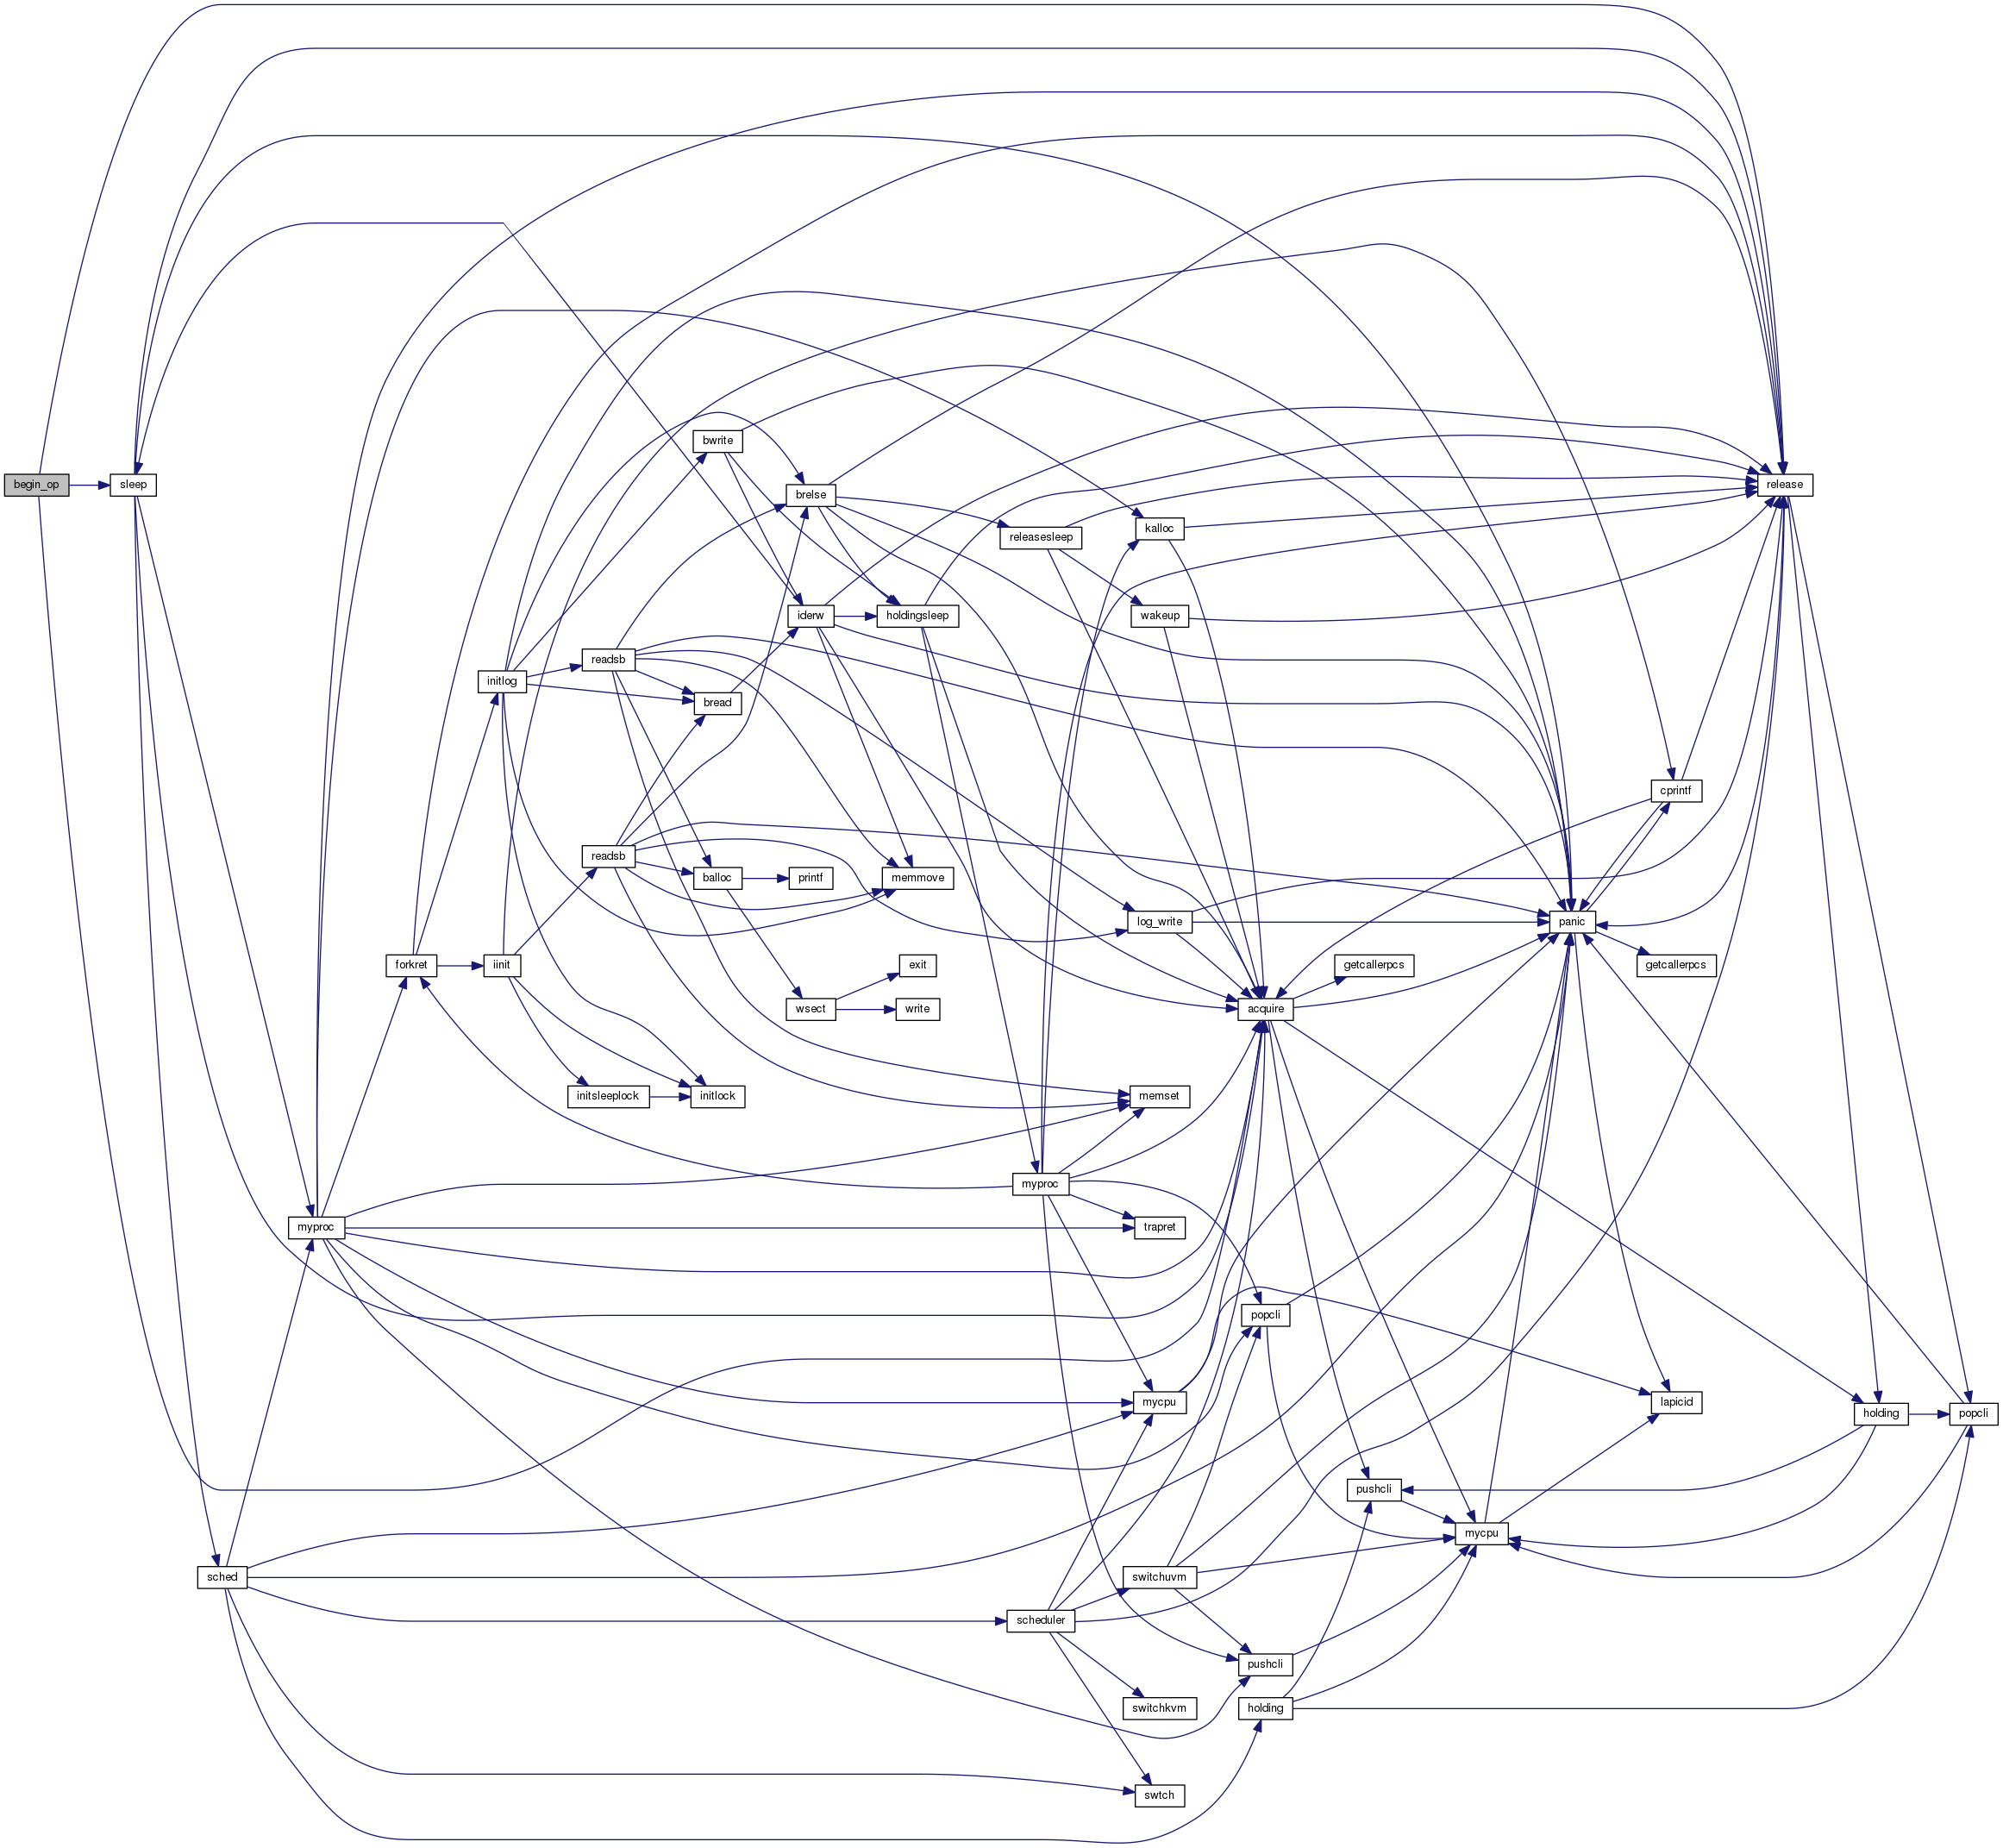 begin_op
sleep
release
bwrite
brelse
kalloc
releasesleep
iderw
holdingsleep
wakeup
readsb
initlog
bread
cprintf
readsb
balloc
printf
memmove
log_write
panic
forkret
iinit
exit
getcallerpcs
getcallerpcs
wsect
write
acquire
initsleeplock
initlock
memset
myproc
myproc
trapret
popcli
mycpu
lapicid
holding
popcli
pushcli
mycpu
sched
switchuvm
scheduler
pushcli
switchkvm
holding
swtch